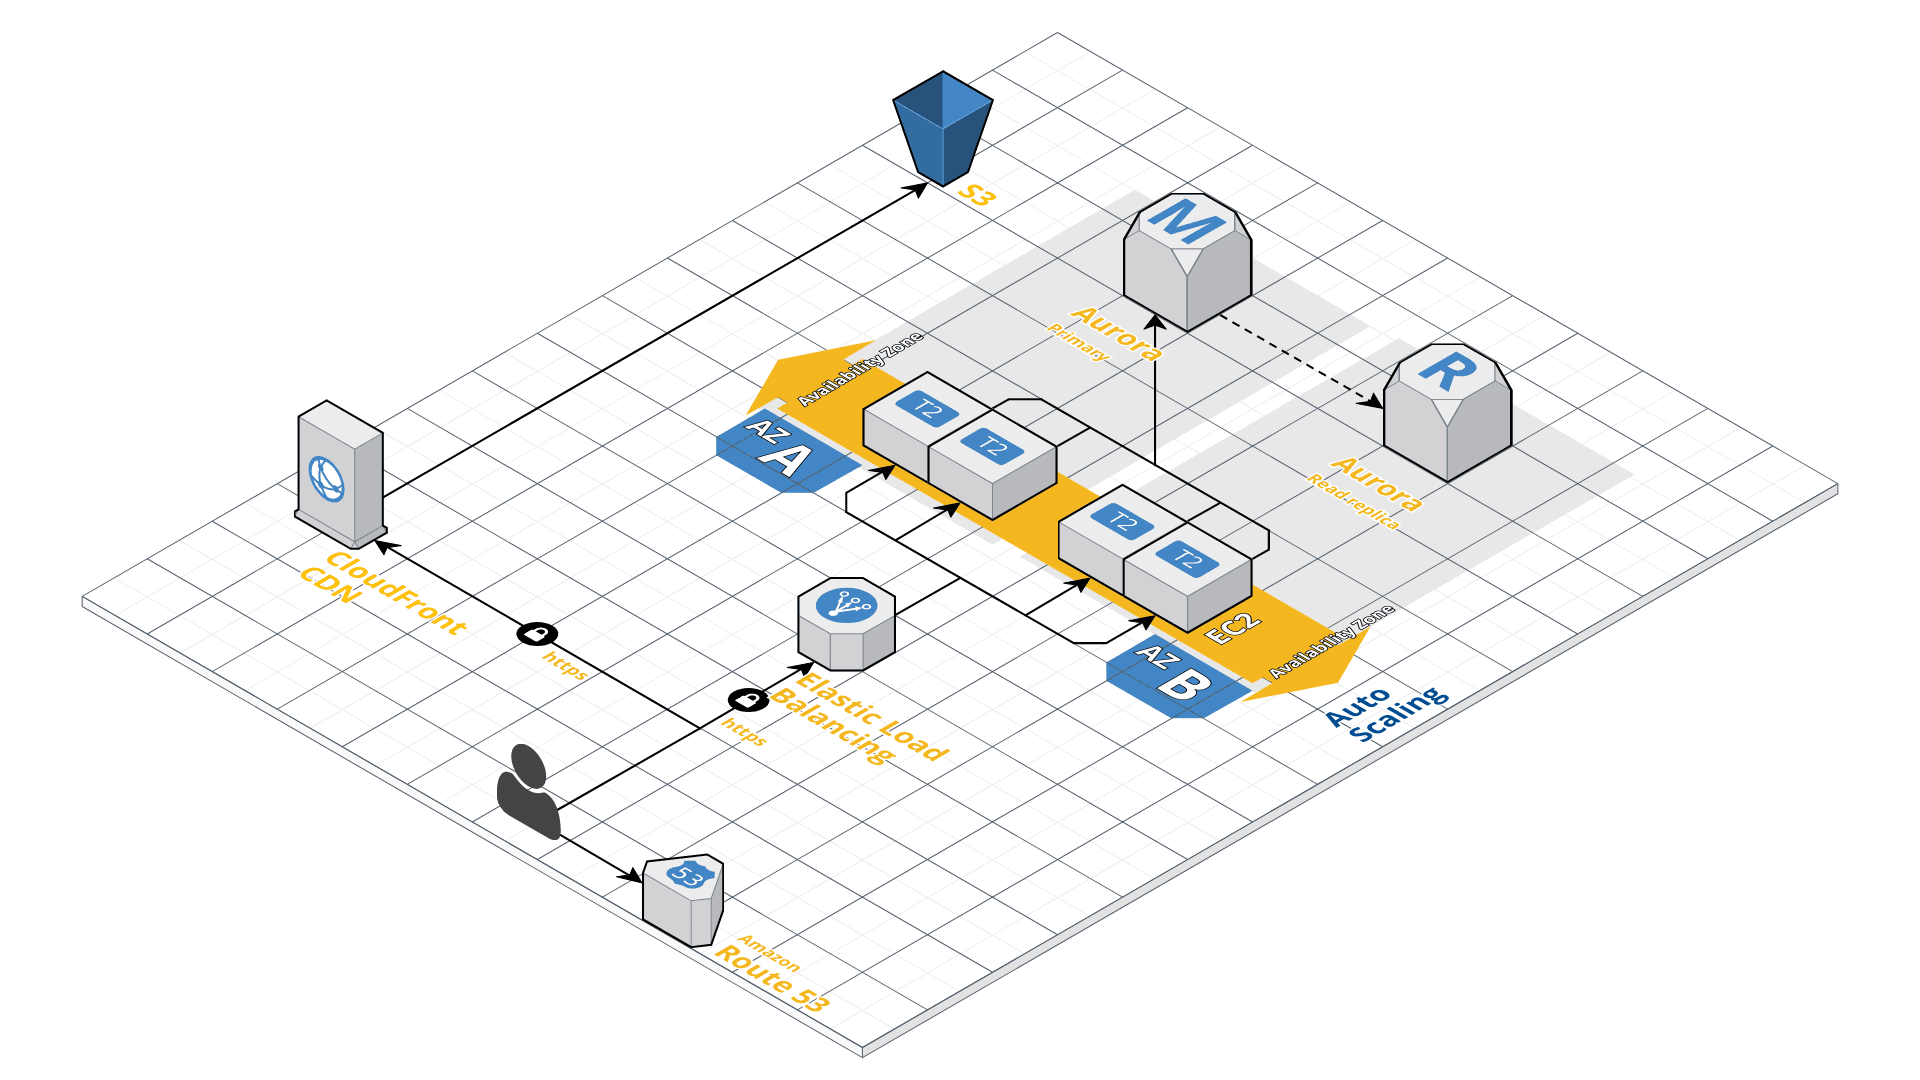 S3
M
Aurora
Primary
R
Aurora
Read-replica
Availability Zone
AZ A
T2
T2
T2
T2
EC2
Availability Zone
AZ B
Auto
Scaling
CloudFront
CDN
https
Elastic Load
Balancing
https
53
Amazon
Route 53